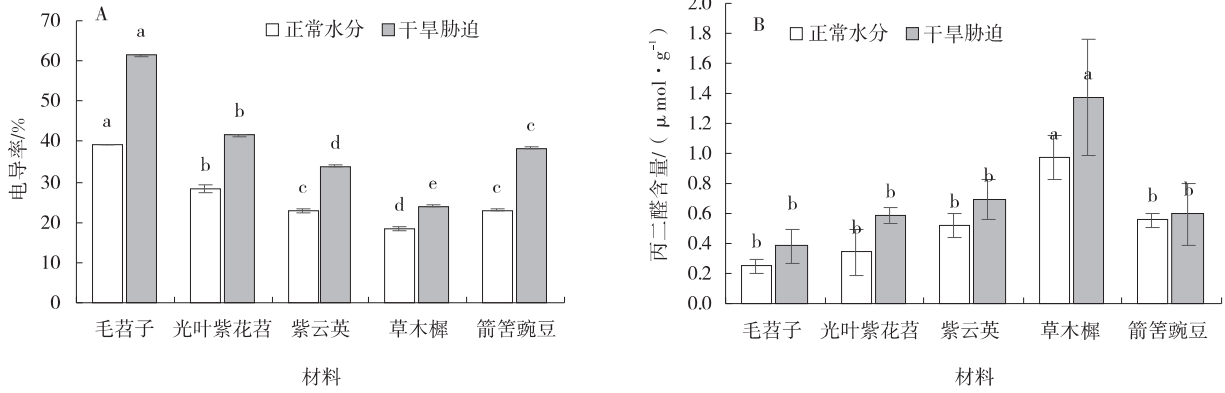 A
□正常水分 ■干旱胁迫
70
60
50
40
30
20
10
0
电导率/%
a
a
b
b
c
d
d
e
c
c
毛苕子 光叶紫花苕 紫云英 草木樨 箭筈豌豆
材料
B
□正常水分 ■干旱胁迫
2.0
1.8
1.6
1.4
1.2
1.0
0.8
0.6
0.4
0.2
0.0
丙二醛含量/(μmol·g⁻¹)
b
b
b
b
b
b
a
a
b
b
毛苕子 光叶紫花苕 紫云英 草木樨 箭筈豌豆
材料